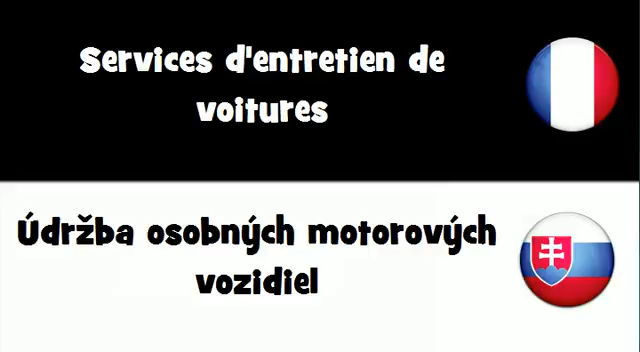 Services d'entretien de
voitures
Údržba osobných motorových
vozidiel